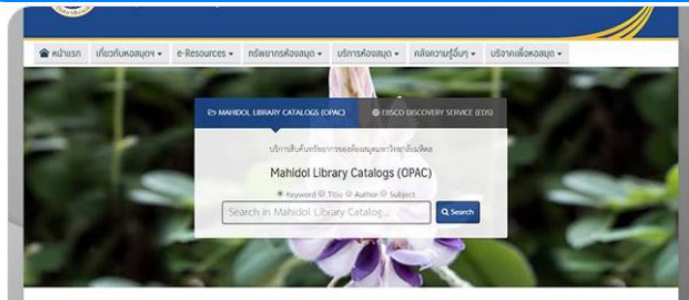 หน้าแรก เกี่ยวกับหอสมุดฯ e-Resources ทรัพยากรห้องสมุด บริการห้องสมุด คลังความรู้อื่นๆ บริจาคเพื่อหอสมุด
MAHIDOL LIBRARY CATALOGS (OPAC) EBSCO DISCOVERY SERVICE (EDS)
บริการสืบค้นทรัพยากรของห้องสมุดมหาวิทยาลัยมหิดล
Mahidol Library Catalogs (OPAC)
Keyword Title Author Subject
Search in Mahidol Library Catalog... Search